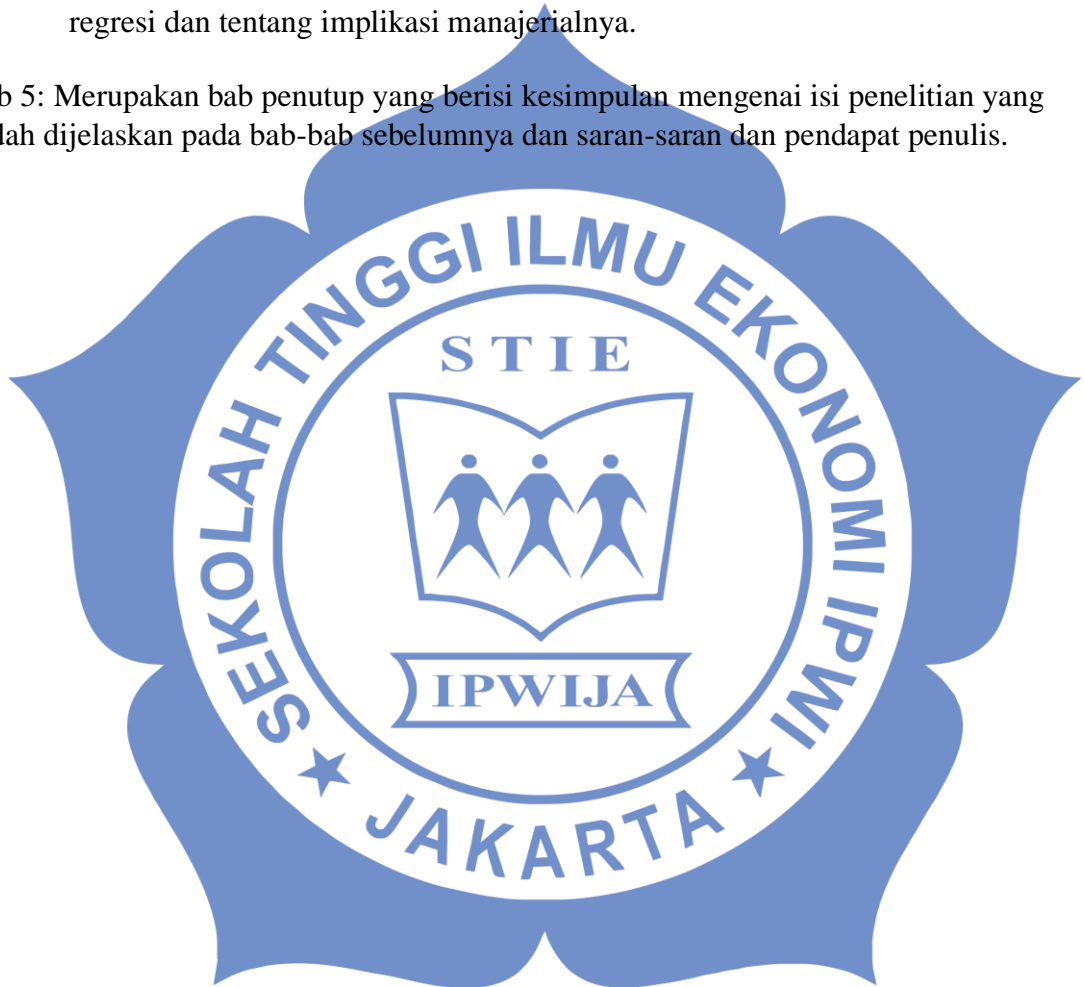 regresi dan tentang implikasi manajerialnya.
b 5: Merupakan bab penutup yang berisi kesimpulan mengenai isi penelitian yang
lah dijelaskan pada bab-bab sebelumnya dan saran-saran dan pendapat penulis.
SEKOLAH TINGGI ILMU EKONOMI IPWI
STIE
IPWIJA
★ JAKARTA ★